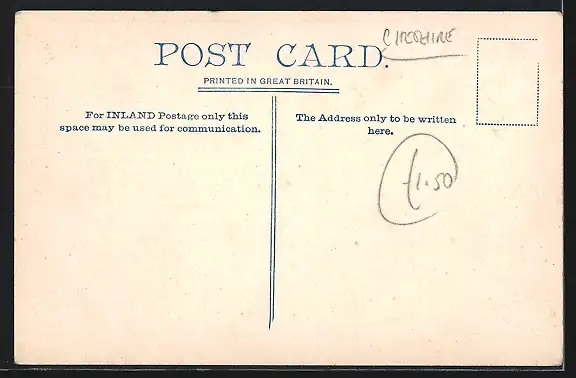 CHESHIRE
POST CARD.
PRINTED IN GREAT BRITAIN.
For INLAND Postage only this
space may be used for communication.
The Address only to be written
here.
£1.50